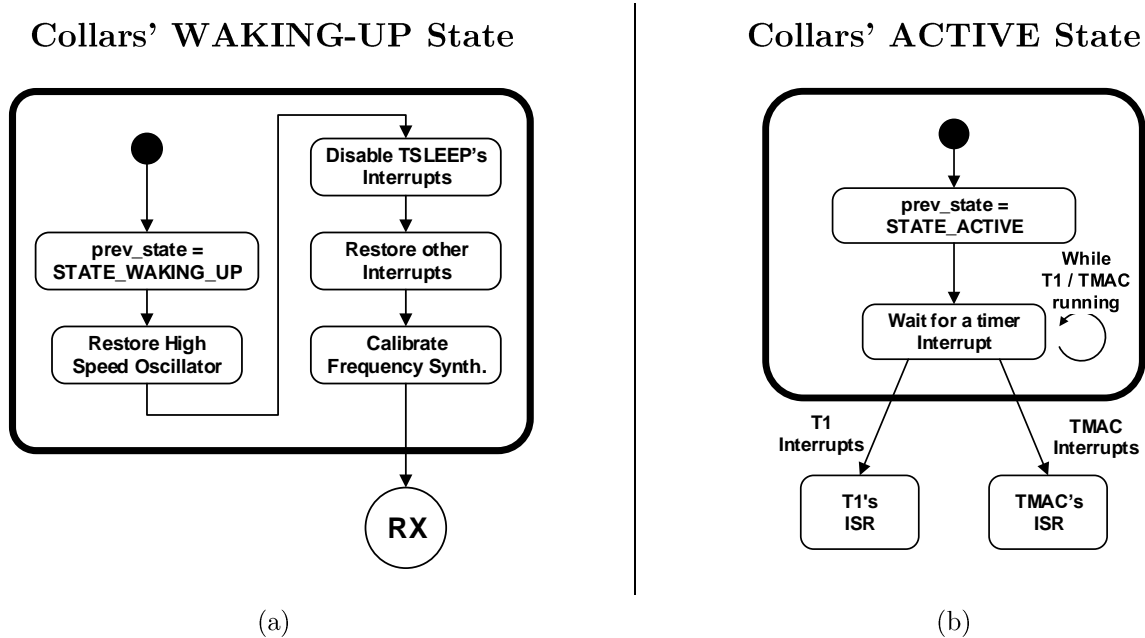 Collars' WAKING-UP State
prev_state =
STATE_WAKING_UP
Restore High
Speed Oscillator
Disable TSLEEP's
Interrupts
Restore other
Interrupts
Calibrate
Frequency Synth.
RX
(a)
Collars' ACTIVE State
prev_state =
STATE_ACTIVE
Wait for a timer
Interrupt
While
T1 / TMAC
running
T1
Interrupts
TMAC
Interrupts
T1's
ISR
TMAC's
ISR
(b)